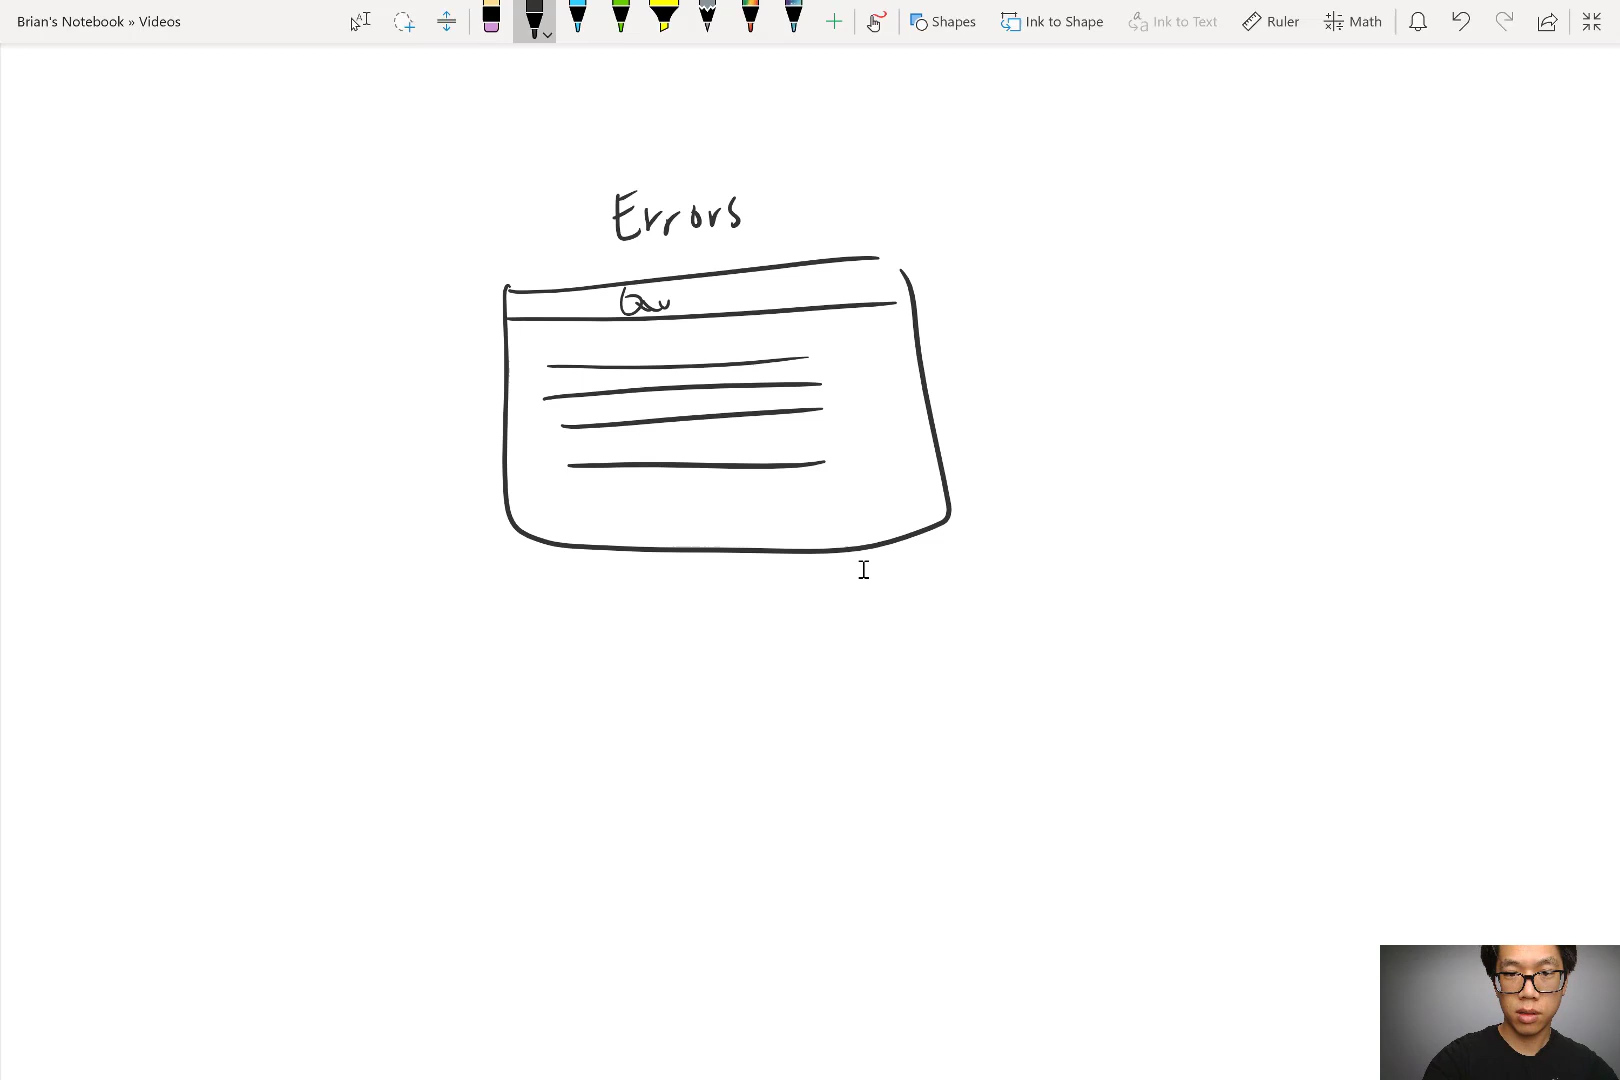 Brian's Notebook » Videos
Shapes
Ink to Shape
Ink to Text
Ruler
Math
Errors